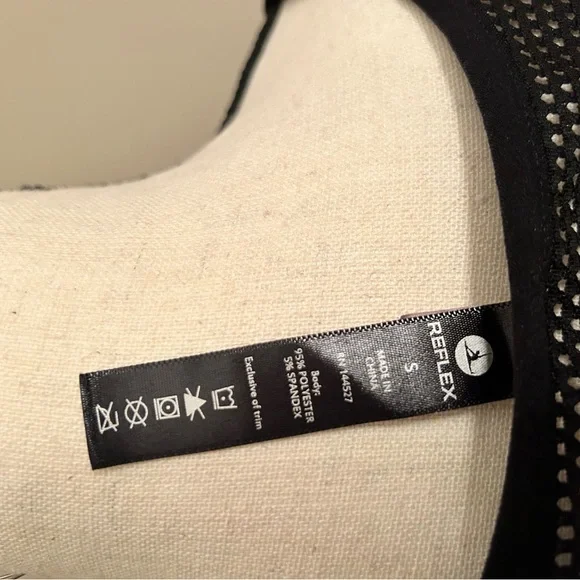 REFLEX
S
MADE IN
CHINA
RN 144527
Body:
95% POLYESTER
5% SPANDEX
Exclusive of trim